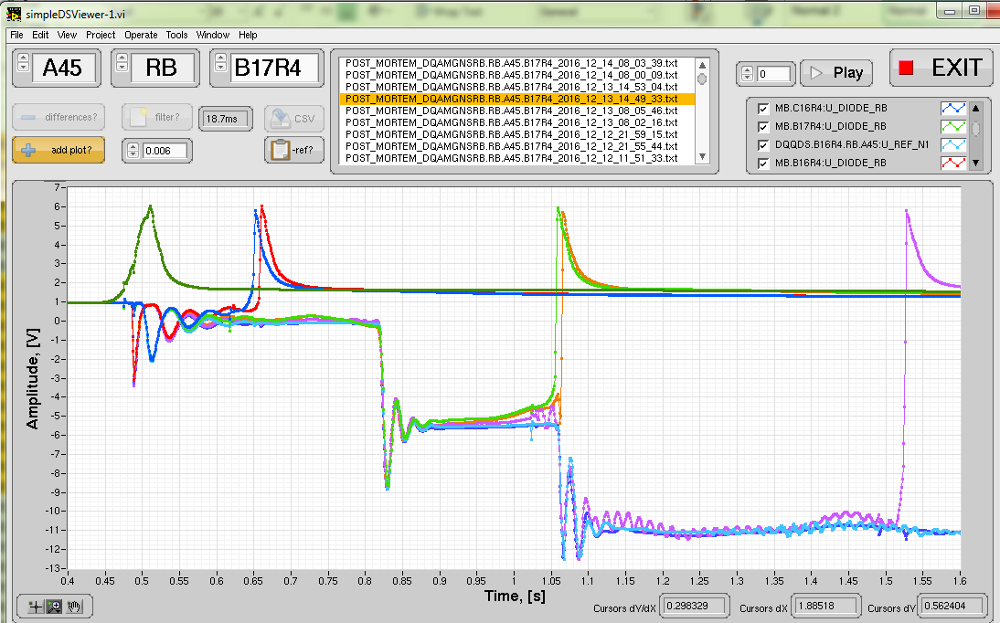 simpleDSViewer-1.vi
File Edit View Project Operate Tools Window Help
A45 RB B17R4
differences? filter? 18.7ms CSV
add plot? 0.006 -ref?
POST_MORTEM_DQAMGNSRB.RB.A45.B17R4_2016_12_14_08_03_39.txt
POST_MORTEM_DQAMGNSRB.RB.A45.B17R4_2016_12_14_08_00_09.txt
POST_MORTEM_DQAMGNSRB.RB.A45.B17R4_2016_12_13_14_53_04.txt
POST_MORTEM_DQAMGNSRB.RB.A45.B17R4_2016_12_13_14_49_33.txt
POST_MORTEM_DQAMGNSRB.RB.A45.B17R4_2016_12_13_08_05_46.txt
POST_MORTEM_DQAMGNSRB.RB.A45.B17R4_2016_12_13_08_02_16.txt
POST_MORTEM_DQAMGNSRB.RB.A45.B17R4_2016_12_12_21_59_15.txt
POST_MORTEM_DQAMGNSRB.RB.A45.B17R4_2016_12_12_21_55_44.txt
POST_MORTEM_DQAMGNSRB.RB.A45.B17R4_2016_12_12_11_51_33.txt
0 Play EXIT
MB.C16R4:U_DIODE_RB
MB.B17R4:U_DIODE_RB
DQQDS.B16R4.RB.A45:U_REF_N1
MB.B16R4:U_DIODE_RB
Amplitude, [V]
7
6
5
4
3
2
1
0
-1
-2
-3
-4
-5
-6
-7
-8
-9
-10
-11
-12
-13
0.4 0.45 0.5 0.55 0.6 0.65 0.7 0.75 0.8 0.85 0.9 0.95 1 1.05 1.1 1.15 1.2 1.25 1.3 1.35 1.4 1.45 1.5 1.55 1.6
Time, [s]
Cursors dY/dX 0.298329 Cursors dX 1.88518 Cursors dY 0.562404